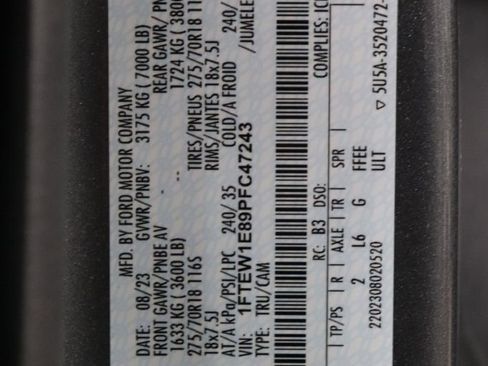 MFD. BY FORD MOTOR COMPANY
DATE: 08/23 GVWR/PNBV: 3175 KG ( 7000 LB)
FRONT GAWR/PNBE AV REAR GAWR/ PN
1633 KG ( 3600 LB) 1724 KG ( 380
275/70R18 116S TIRES/PNEUS 275/70R18 11
18x7.5J RIMS/JANTES 18x7.5J
AT/A kPa/PSI/LPC 240/ 35 COLD/A FROID 240/
VIN: 1FTEW1E89PFC47243 /JUMELE
TYPE: TRU/CAM
COMPLIES: IC
RC: B3 DSO:
TP/PS R AXLE TR SPR
2 L6 G FFEE
ULT
2202308020520 ▽ 5U5A-3520472-